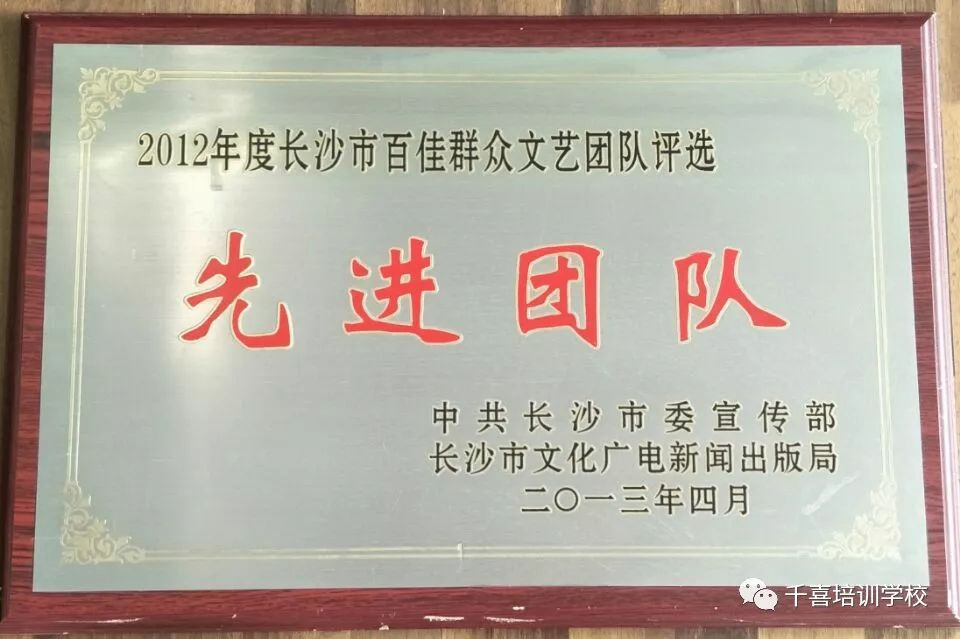 2012年度长沙市百佳群众文艺团队评选
先进团队
中共长沙市委宣传部
长沙市文化广电新闻出版局
二〇一三年四月
千喜培训学校